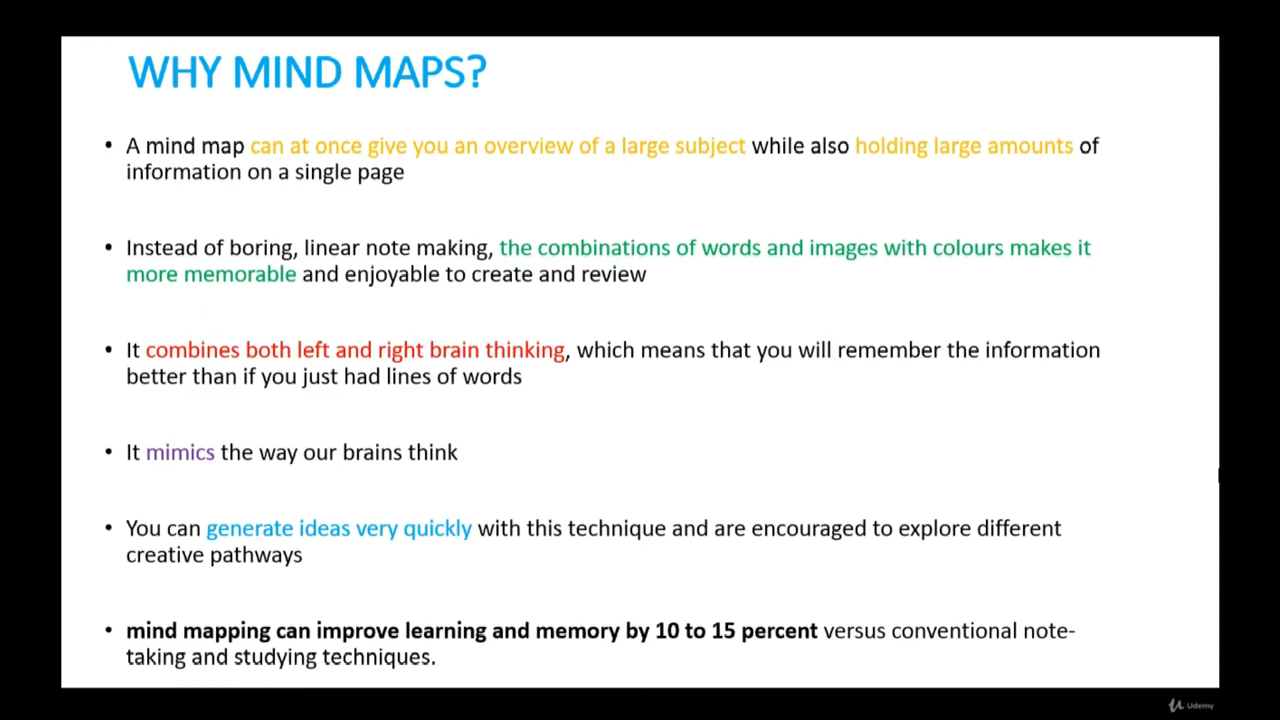 WHY MIND MAPS?
• A mind map can at once give you an overview of a large subject while also holding large amounts of
information on a single page
• Instead of boring, linear note making, the combinations of words and images with colours makes it
more memorable and enjoyable to create and review
• It combines both left and right brain thinking, which means that you will remember the information
better than if you just had lines of words
• It mimics the way our brains think
• You can generate ideas very quickly with this technique and are encouraged to explore different
creative pathways
• mind mapping can improve learning and memory by 10 to 15 percent versus conventional note-
taking and studying techniques.
Udemy